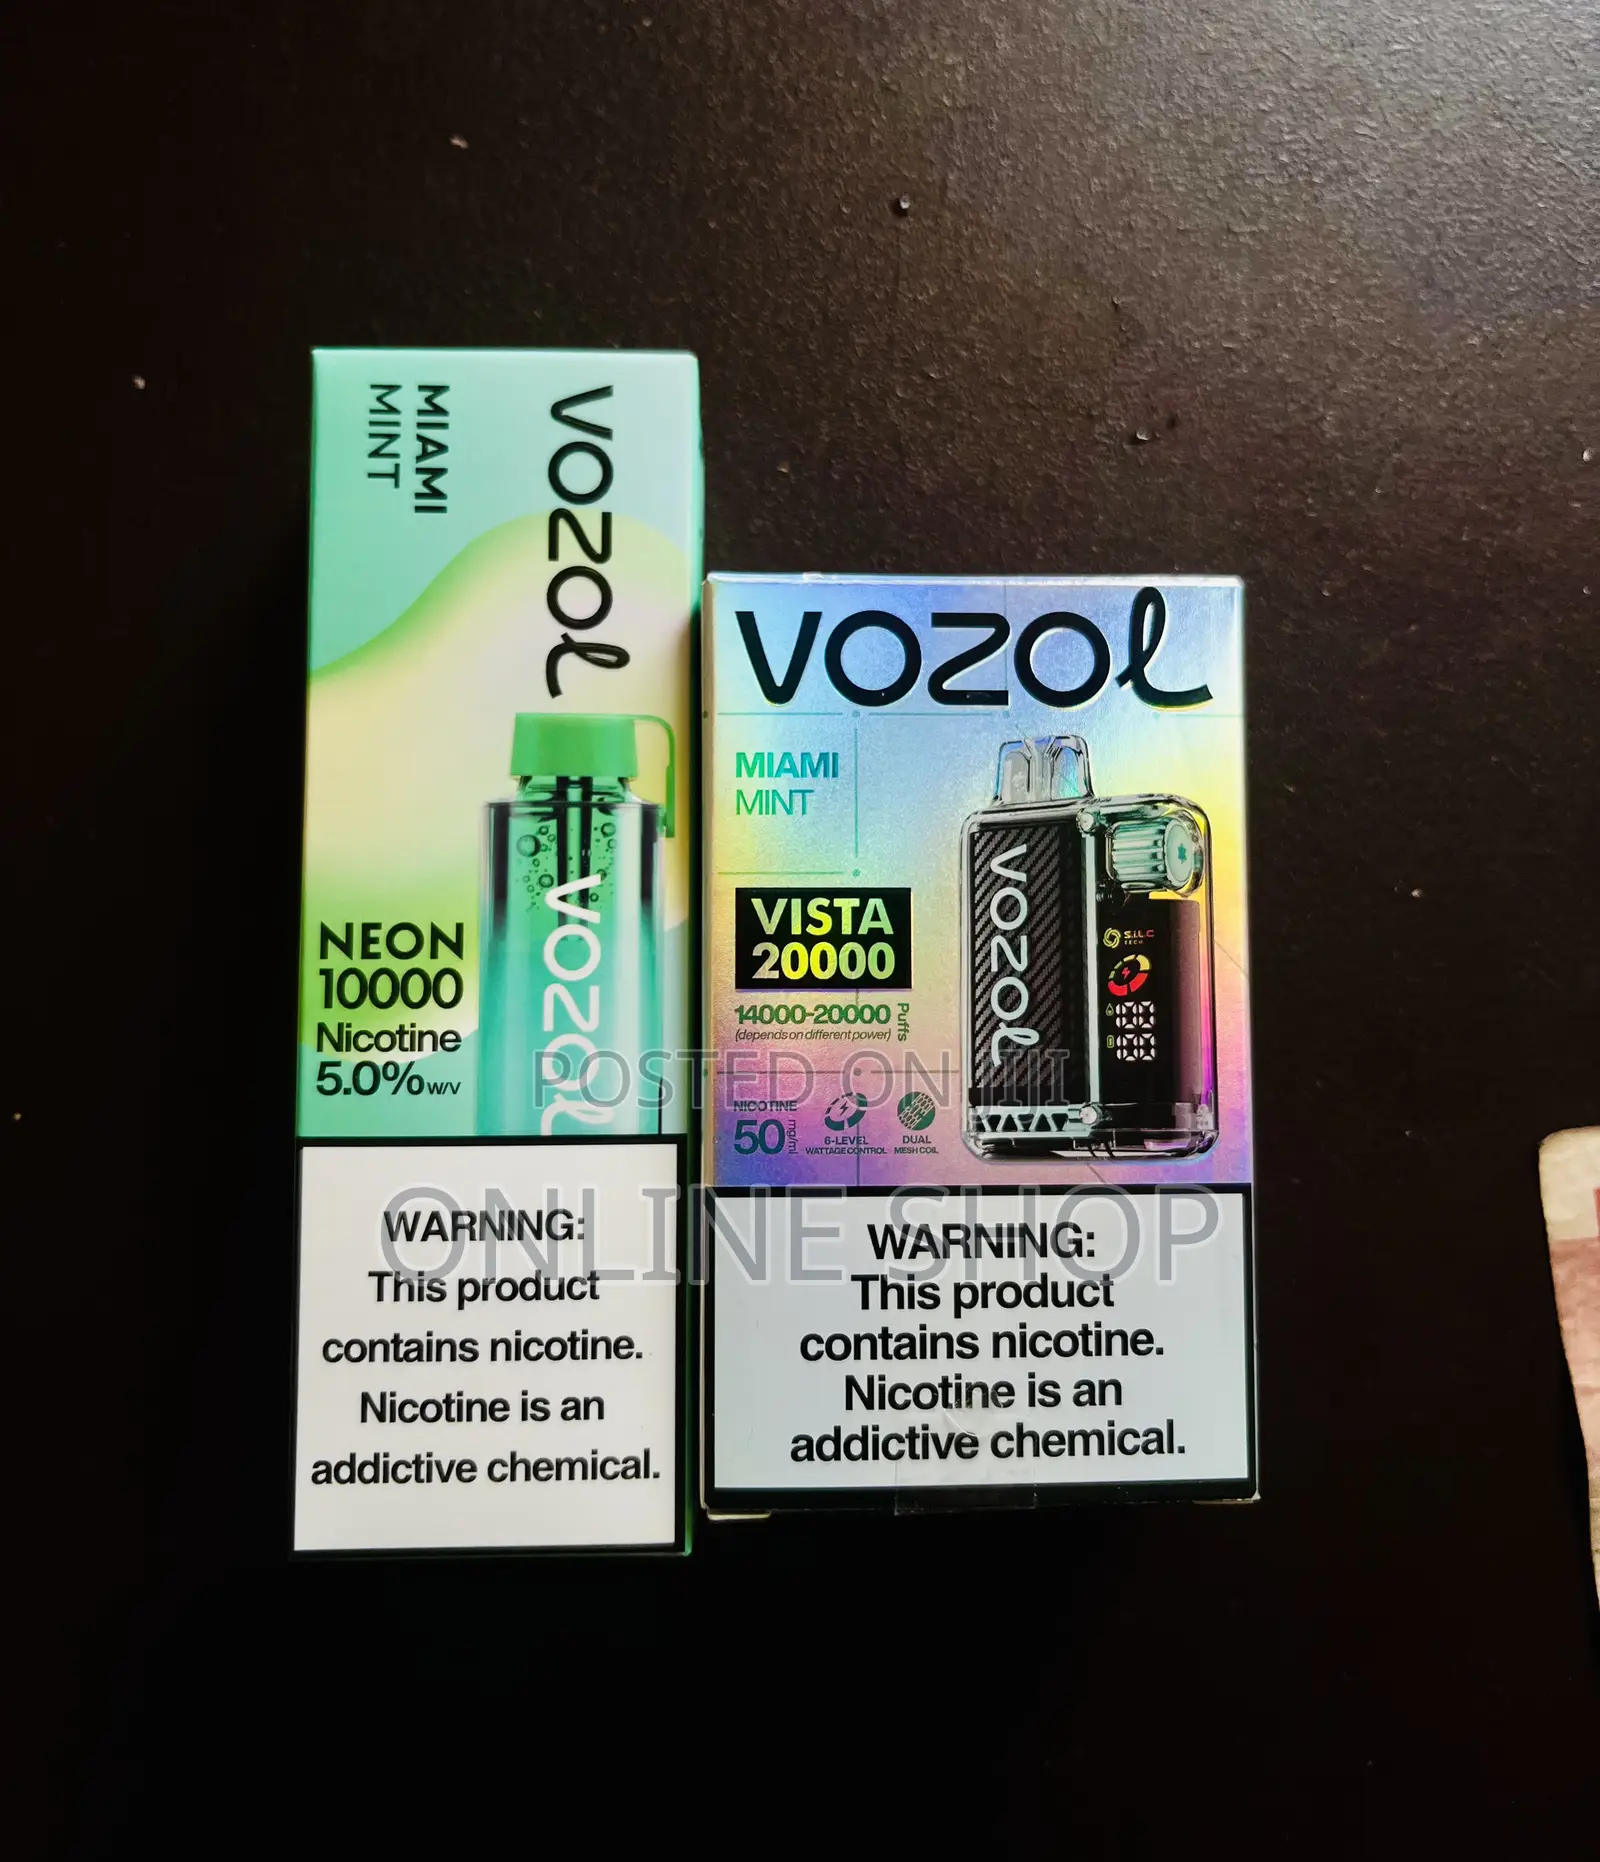 MIAMI
MINT
VOZOL
VOZOL
NEON
10000
Nicotine
5.0% w/v
WARNING:
This product
contains nicotine.
Nicotine is an
addictive chemical.
VOZOL
MIAMI
MINT
VISTA
20000
14000-20000 Puffs
(depends on different power)
NICOTINE
50 mg/ml
6-LEVEL
WATTAGE CONTROL
DUAL
MESH COIL
VOZOL
S.i.L.C
TECH
WARNING:
This product
contains nicotine.
Nicotine is an
addictive chemical.
POSTED ON JIJI
ONLINE SHOP